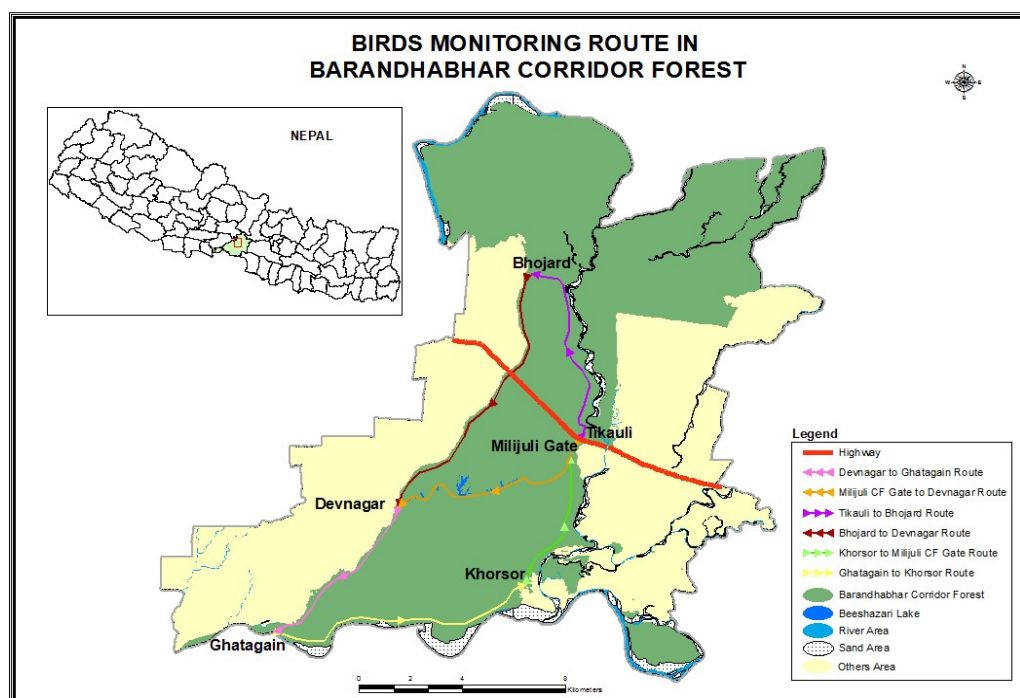 BIRDS MONITORING ROUTE IN
BARANDHABHAR CORRIDOR FOREST
N
W E
S
NEPAL
Bhojard
Tikauli
Milijuli Gate
Devnagar
Khorsor
Ghatagain
Legend
Highway
Devnagar to Ghatagain Route
Milijuli CF Gate to Devnagar Route
Tikauli to Bhojard Route
Bhojard to Devnagar Route
Khorsor to Milijuli CF Gate Route
Ghatagain to Khorsor Route
Barandhabhar Corridor Forest
Beeshazari Lake
River Area
Sand Area
Others Area
0 1 2 4 6 8
Kilometers